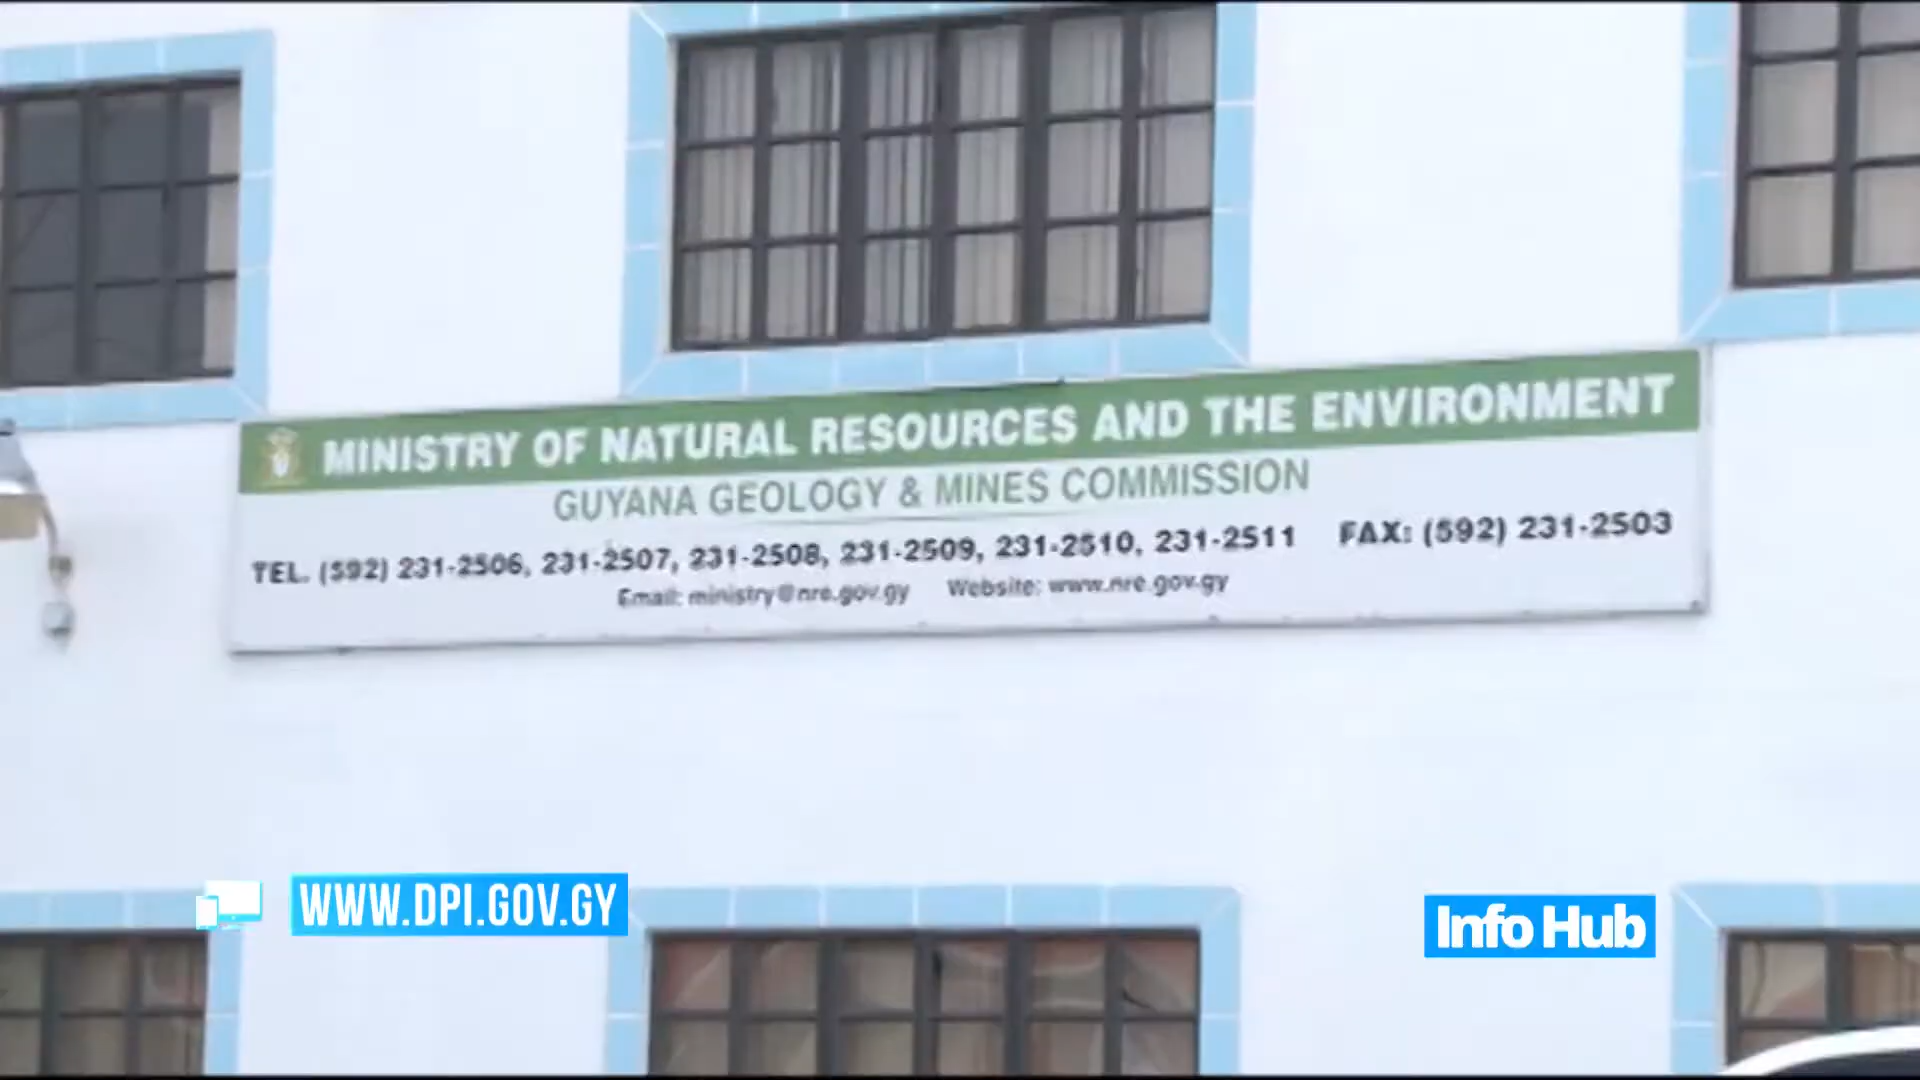 MINISTRY OF NATURAL RESOURCES AND THE ENVIRONMENT
GUYANA GEOLOGY & MINES COMMISSION
TEL. (592) 231-2506, 231-2507, 231-2508, 231-2509, 231-2510, 231-2511 FAX: (592) 231-2503
Email: ministry@nre.gov.gy Website: www.nre.gov.gy
WWW.DPI.GOV.GY
Info Hub